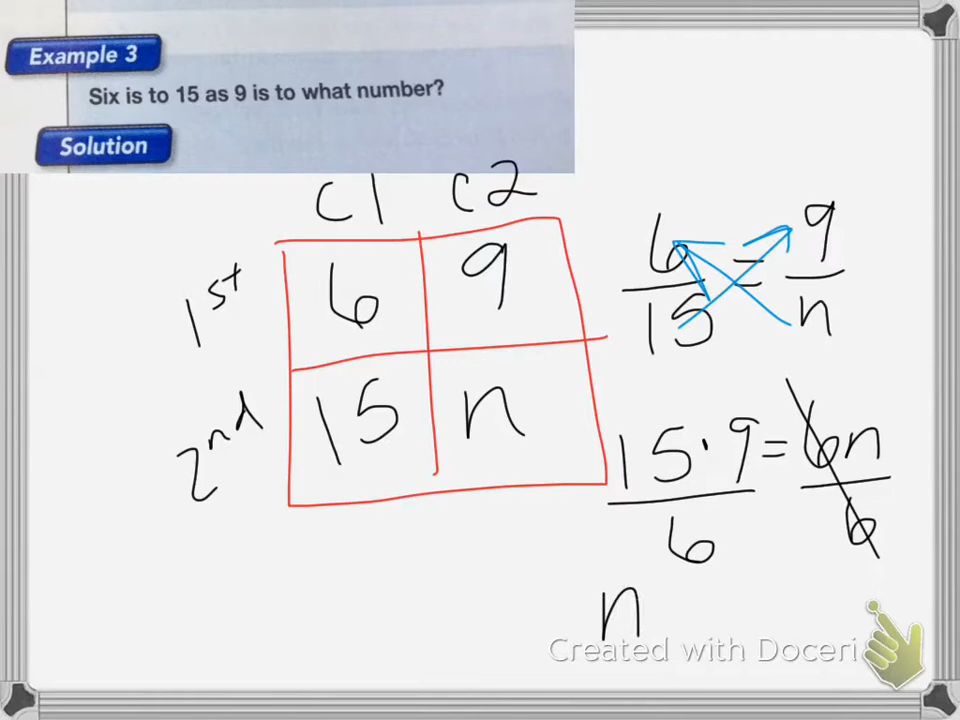 Example 3
Six is to 15 as 9 is to what number?
Solution
C1 C2
1st 6 9
2nd 15 n
6/15 = 9/n
15·9/6 = 6n/6
n
Created with Doceri